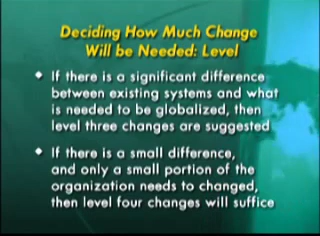 Deciding How Much Change
Will be Needed: Level
◆ If there is a significant difference
between existing systems and what
is needed to be globalized, then
level three changes are suggested
◆ If there is a small difference,
and only a small portion of the
organization needs to changed,
then level four changes will suffice